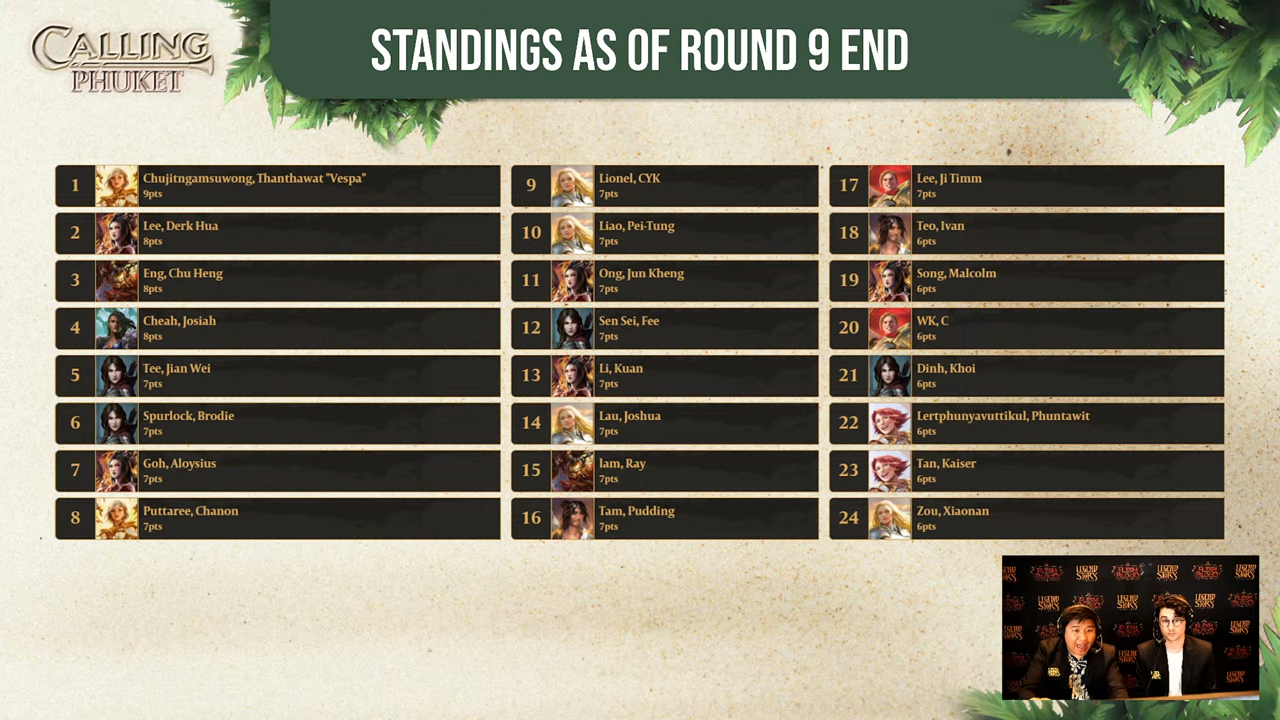 CALLING
PHUKET
STANDINGS AS OF ROUND 9 END
1
Chujitngamsuwong, Thanthawat "Vespa"
9pts
2
Lee, Derk Hua
8pts
3
Eng, Chu Heng
8pts
4
Cheah, Josiah
8pts
5
Tee, Jian Wei
7pts
6
Spurlock, Brodie
7pts
7
Goh, Aloysius
7pts
8
Puttaree, Chanon
7pts
9
Lionel, CYK
7pts
10
Liao, Pei-Tung
7pts
11
Ong, Jun Kheng
7pts
12
Sen Sei, Fee
7pts
13
Li, Kuan
7pts
14
Lau, Joshua
7pts
15
Iam, Ray
7pts
16
Tam, Pudding
7pts
17
Lee, Ji Timm
7pts
18
Teo, Ivan
6pts
19
Song, Malcolm
6pts
20
WK, C
6pts
21
Dinh, Khoi
6pts
22
Lertphunyavuttikul, Phuntawit
6pts
23
Tan, Kaiser
6pts
24
Zou, Xiaonan
6pts
LEGEND
STORY